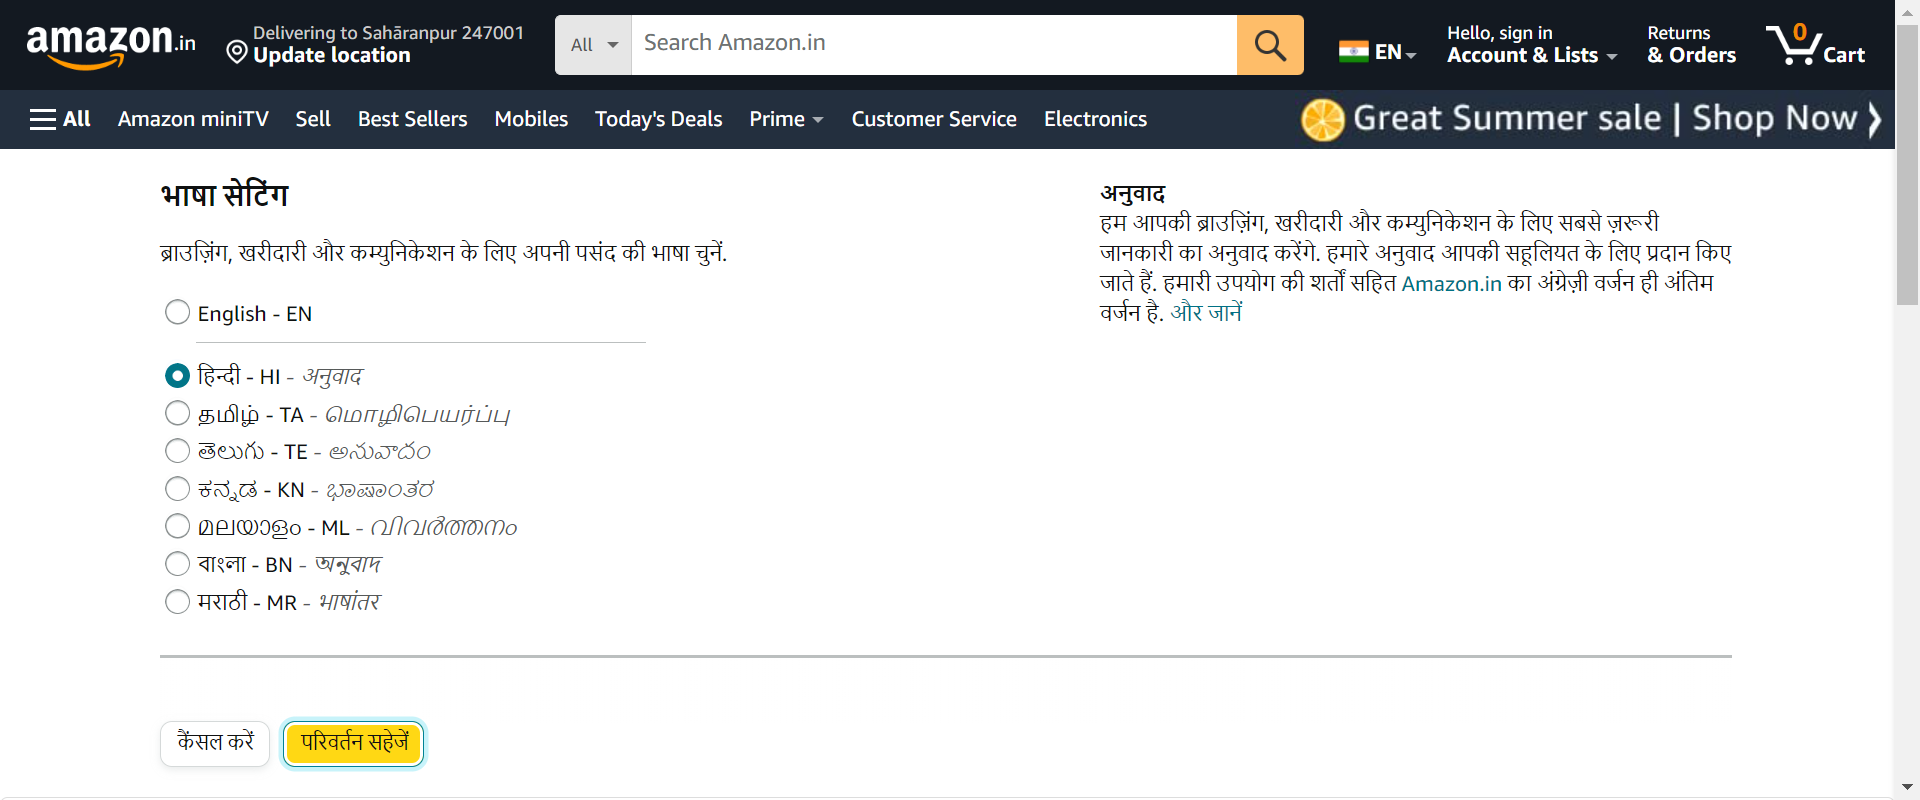 amazon.in
Delivering to Sahāranpur 247001
Update location
All
Search Amazon.in
EN
Hello, sign in
Account & Lists
Returns
& Orders
0
Cart
All
Amazon miniTV
Sell
Best Sellers
Mobiles
Today's Deals
Prime
Customer Service
Electronics
Great Summer sale | Shop Now
भाषा सेटिंग
ब्राउज़िंग, खरीदारी और कम्युनिकेशन के लिए अपनी पसंद की भाषा चुनें.
English - EN
हिन्दी - HI - अनुवाद
தமிழ் - TA - மொழிபெயர்ப்பு
తెలుగు - TE - అనువాదం
ಕನ್ನಡ - KN - ಭಾಷಾಂತರ
മലയാളം - ML - വിവർത്തനം
বাংলা - BN - অনুবাদ
मराठी - MR - भाषांतर
अनुवाद
हम आपकी ब्राउज़िंग, खरीदारी और कम्युनिकेशन के लिए सबसे ज़रूरी
जानकारी का अनुवाद करेंगे. हमारे अनुवाद आपकी सहूलियत के लिए प्रदान किए
जाते हैं. हमारी उपयोग की शर्तों सहित Amazon.in का अंग्रेज़ी वर्जन ही अंतिम
वर्जन है. और जानें
कैंसल करें
परिवर्तन सहेजें